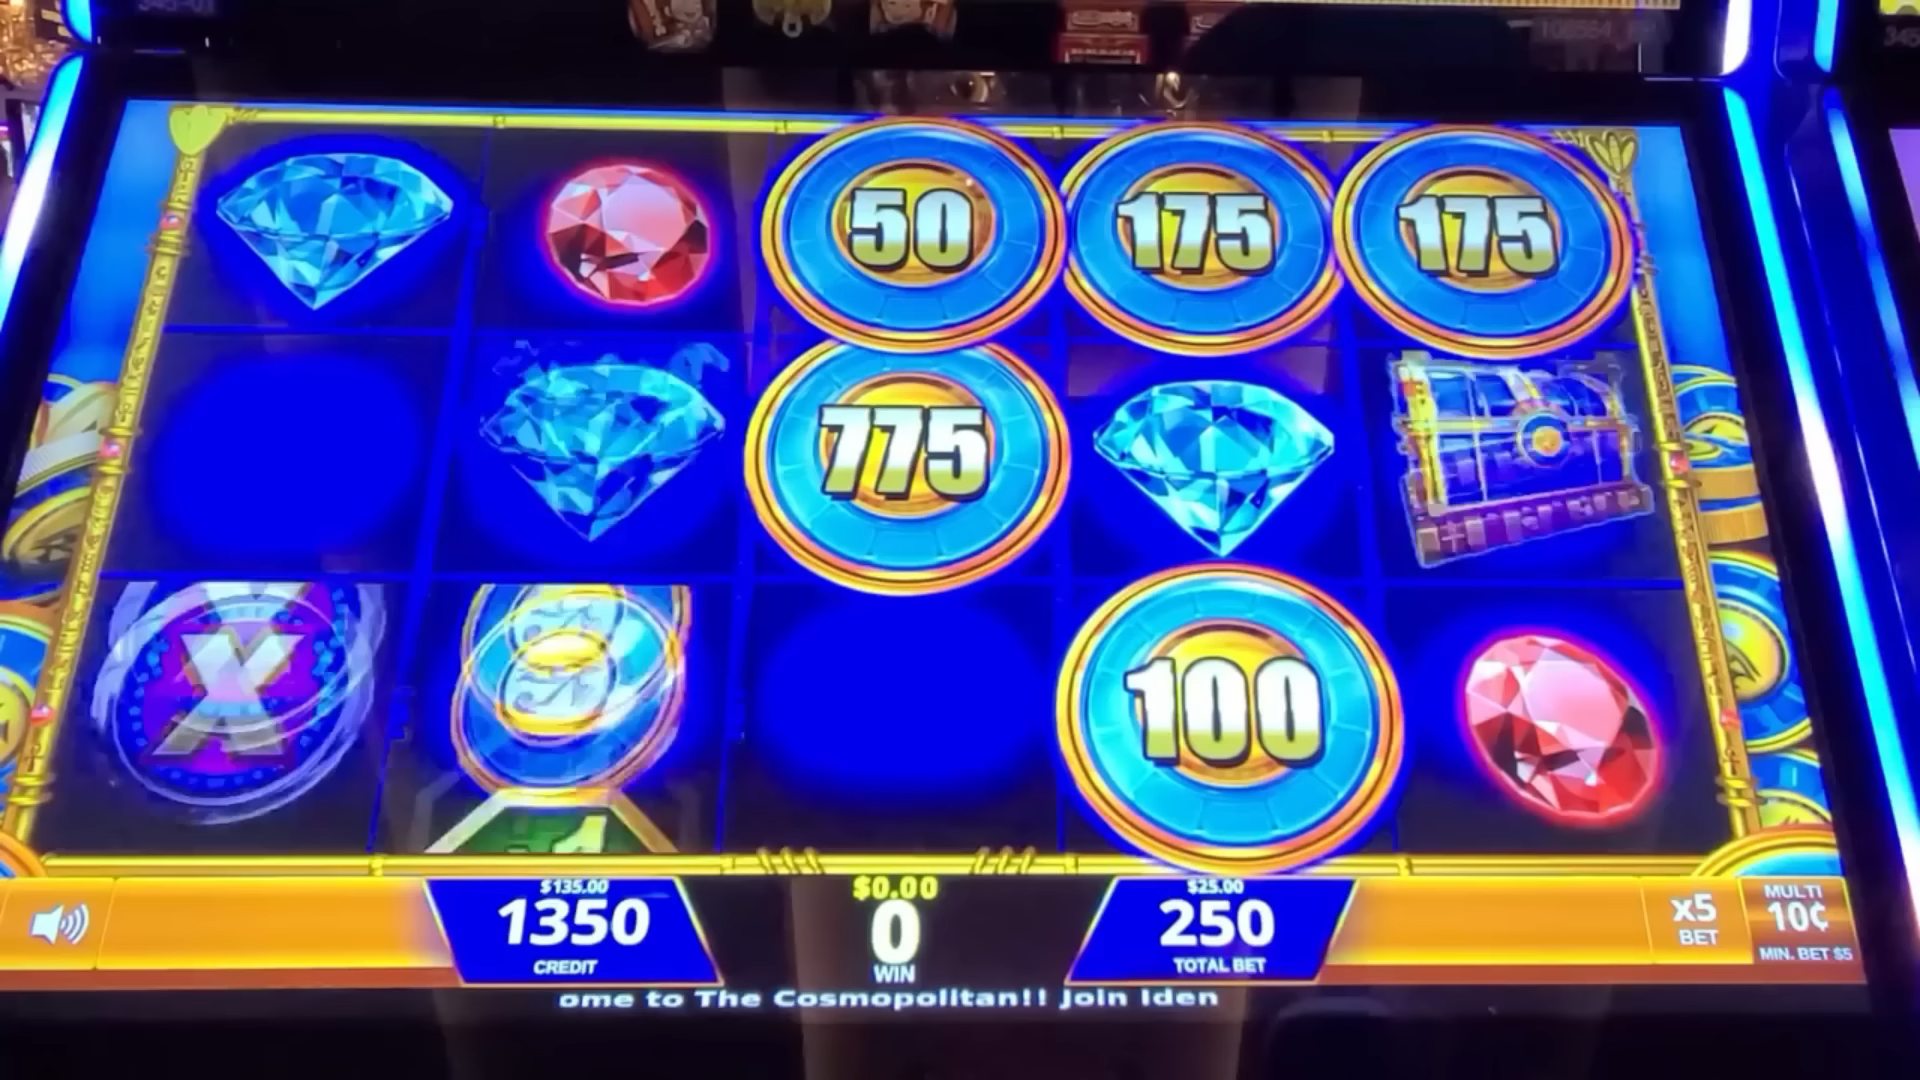 50
175
175
775
X
100
$135.00
1350
CREDIT
$0.00
0
WIN
$25.00
250
TOTAL BET
x5
BET
MULTI
10¢
MIN. BET $5
ome to The Cosmopolitan!! Join Iden